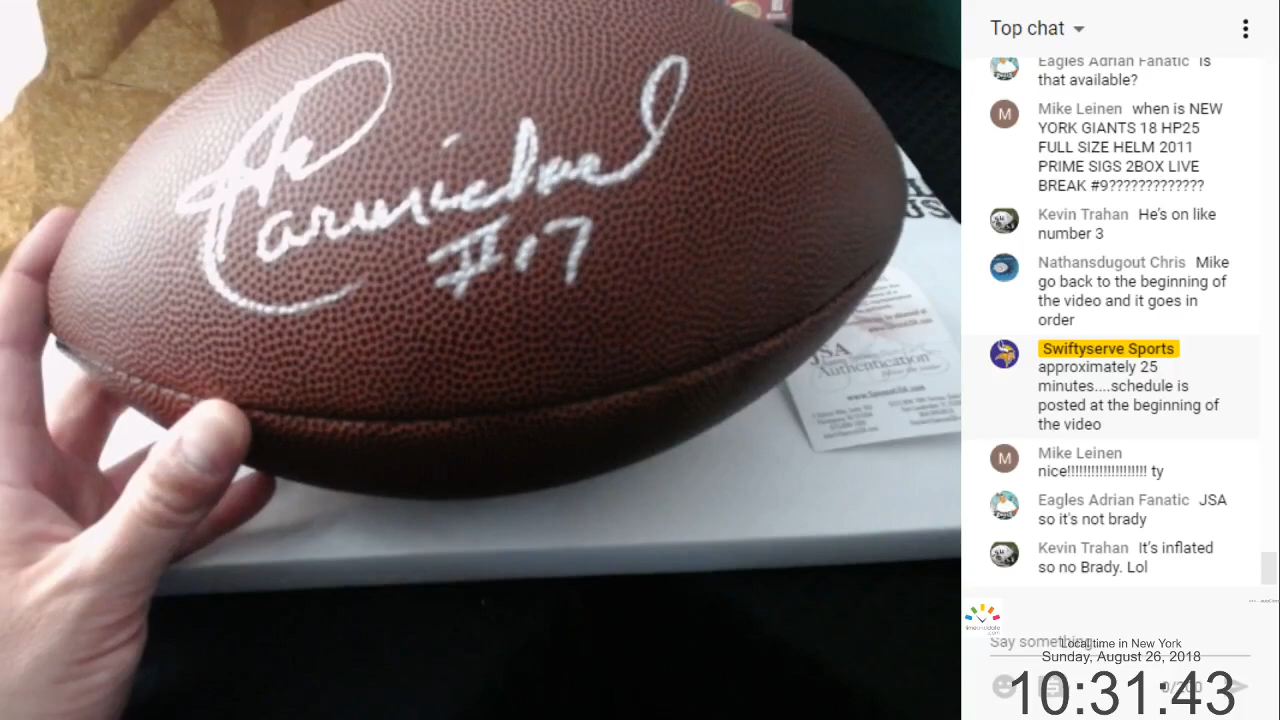 H Carmichael
#17
JSA
Authentication
Top chat
Eagles Adrian Fanatic Is
that available?
Mike Leinen when is NEW
YORK GIANTS 18 HP25
FULL SIZE HELM 2011
PRIME SIGS 2BOX LIVE
BREAK #9?????????????
Kevin Trahan He's on like
number 3
Nathansdugout Chris Mike
go back to the beginning of
the video and it goes in
order
Swiftyserve Sports
approximately 25
minutes....schedule is
posted at the beginning of
the video
M
Mike Leinen
nice!!!!!!!!!!!!!!!!!!!!! ty
Eagles Adrian Fanatic JSA
so it's not brady
Kevin Trahan It's inflated
so no Brady. Lol
Say something...
Local time in New York
Sunday, August 26, 2018
10:31:43